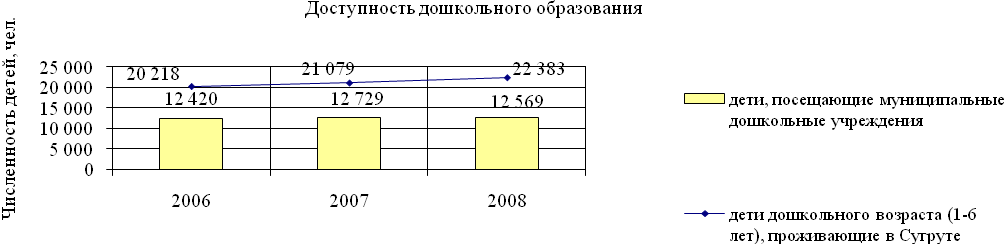 Доступность дошкольного образования
Численность детей, чел.
25 000
20 000
15 000
10 000
5 000
0
20 218
21 079
22 383
12 420
12 729
12 569
2006
2007
2008
дети, посещающие муниципальные
дошкольные учреждения
дети дошкольного возраста (1-6
лет), проживающие в Сугруте